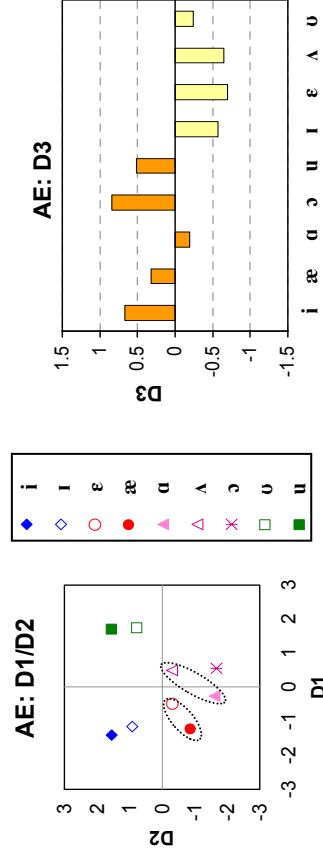 AE: D1/D2
3
2
1
0
-1
-2
-3
D2
-3 -2 -1 0 1 2 3
D1
i
ɪ
ɛ
æ
ɑ
ʌ
ɔ
ʊ
u
AE: D3
1.5
1
0.5
0
-0.5
-1
-1.5
D3
i æ ɑ ɔ u ɪ ɛ ʌ ʊ